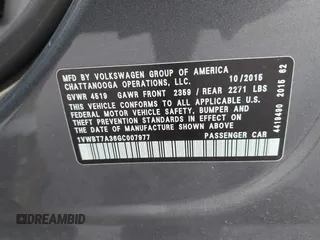 MFD BY VOLKSWAGEN GROUP OF AMERICA
CHATTANOOGA OPERATIONS, LLC. 10/2015
GVWR 4519 GAWR FRONT 2359 / REAR 2271 LBS
THIS VEHICLE CONFORMS TO ALL APPLICABLE U.S.
FEDERAL MOTOR VEHICLE SAFETY, BUMPER AND
THEFT PREVENTION STANDARDS IN EFFECT ON THE
DATE OF MANUFACTURE SHOWN ABOVE.
1VWBT7A36GC007977 PASSENGER CAR
4419490 2015 62
DREAMBID